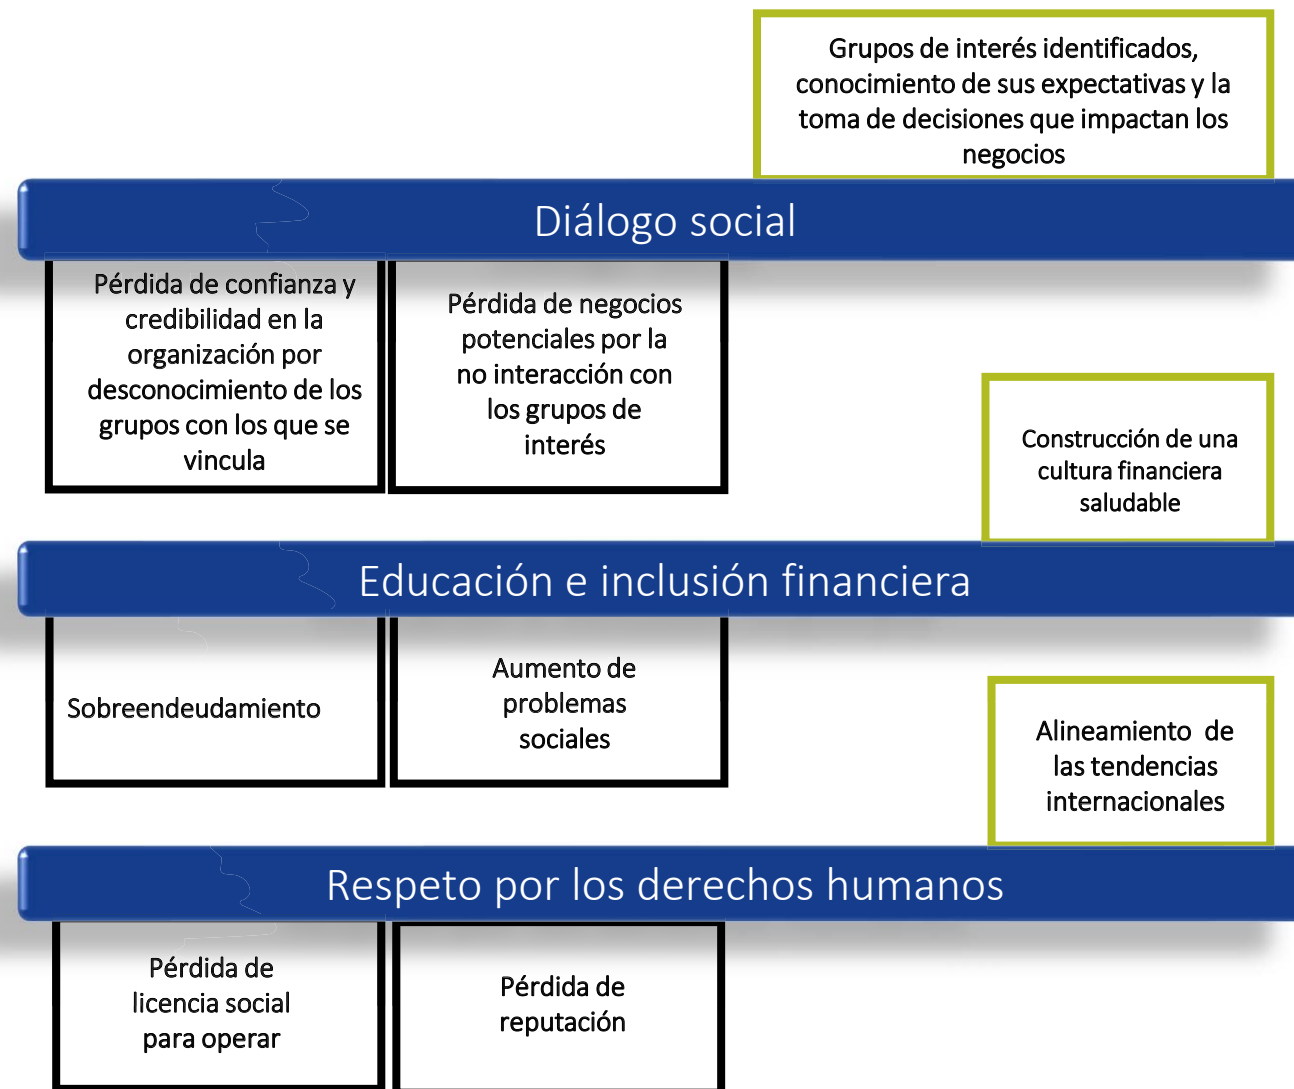 Grupos de interés identificados,
conocimiento de sus expectativas y la
toma de decisiones que impactan los
negocios
Diálogo social
Pérdida de confianza y
credibilidad en la
organización por
desconocimiento de los
grupos con los que se
vincula
Pérdida de negocios
potenciales por la
no interacción con
los grupos de
interés
Construcción de una
cultura financiera
saludable
Educación e inclusión financiera
Sobreendeudamiento
Aumento de
problemas
sociales
Alineamiento de
las tendencias
internacionales
Respeto por los derechos humanos
Pérdida de
licencia social
para operar
Pérdida de
reputación